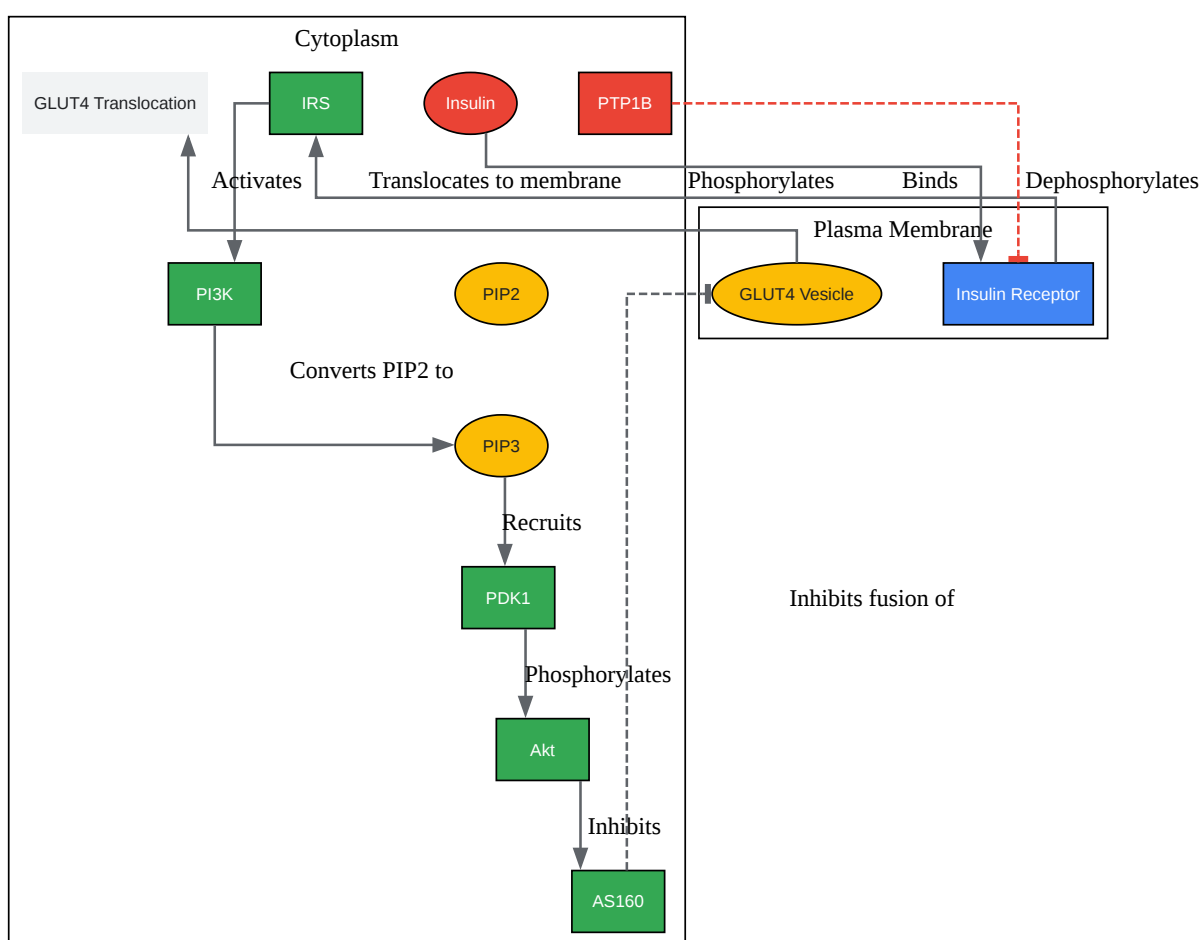 Cytoplasm
GLUT4 Translocation
IRS
Insulin
PTP1B
Activates
Translocates to membrane
Phosphorylates
Binds
Dephosphorylates
Plasma Membrane
PI3K
PIP2
GLUT4 Vesicle
Insulin Receptor
Converts PIP2 to
PIP3
Recruits
PDK1
Inhibits fusion of
Phosphorylates
Akt
Inhibits
AS160